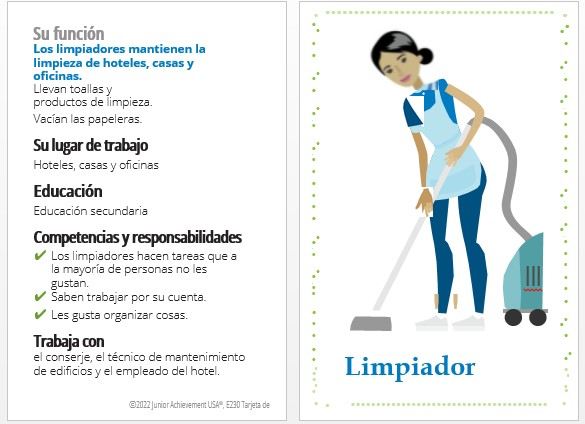 Su función
Los limpiadores mantienen la
limpieza de hoteles, casas y
oficinas.
Llevan toallas y
productos de limpieza.
Vacían las papeleras.
Su lugar de trabajo
Hoteles, casas y oficinas
Educación
Educación secundaria
Competencias y responsabilidades
✔ Los limpiadores hacen tareas que a
la mayoría de personas no les
gustan.
✔ Saben trabajar por su cuenta.
✔ Les gusta organizar cosas.
Trabaja con
el conserje, el técnico de mantenimiento
de edificios y el empleado del hotel.
©2022 Junior Achievement USA®, E230 Tarjeta de
Limpiador